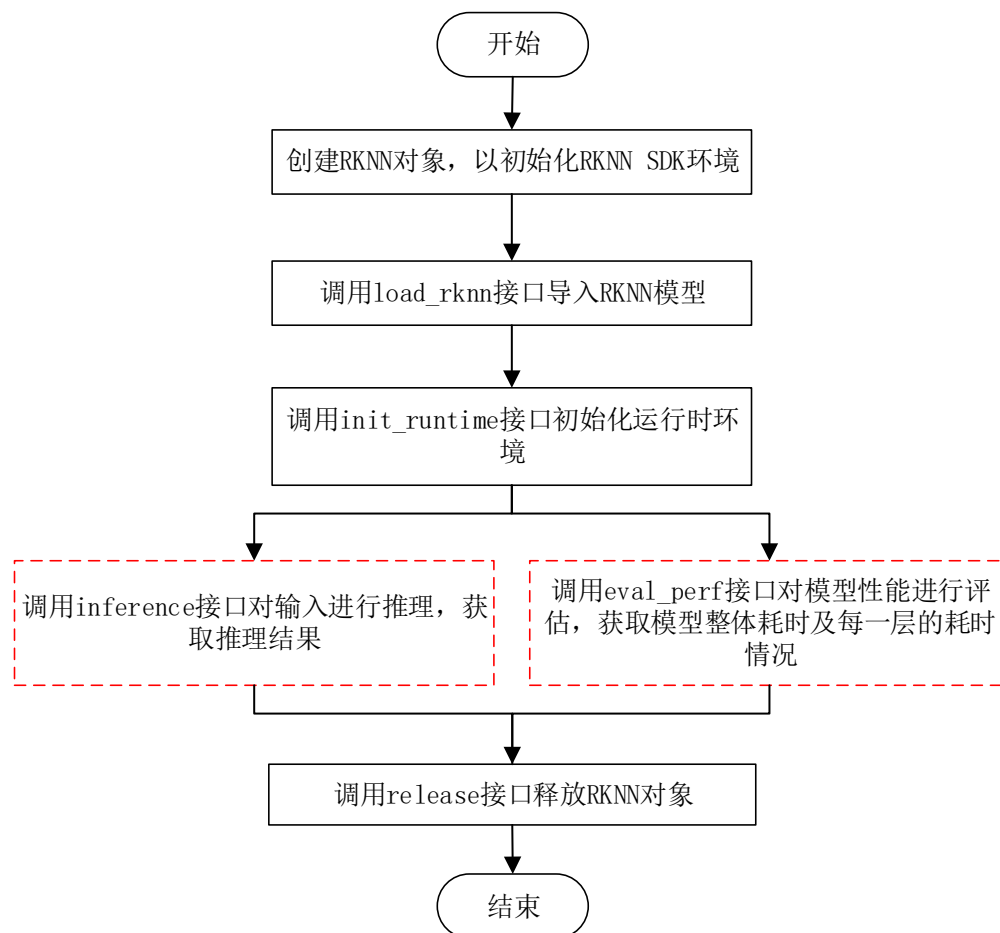 开始
创建RKNN对象，以初始化RKNN SDK环境
调用load_rknn接口导入RKNN模型
调用init_runtime接口初始化运行时环
境
调用inference接口对输入进行推理，获
取推理结果
调用eval_perf接口对模型性能进行评
估，获取模型整体耗时及每一层的耗时
情况
调用release接口释放RKNN对象
结束